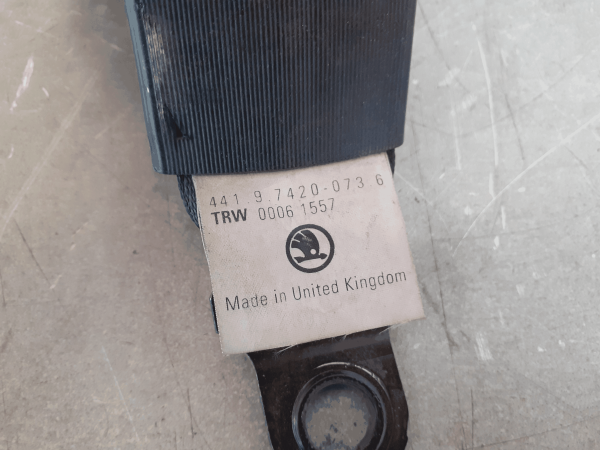 441 9.7420-073 6
TRW 0006 1557
Made in United Kingdom